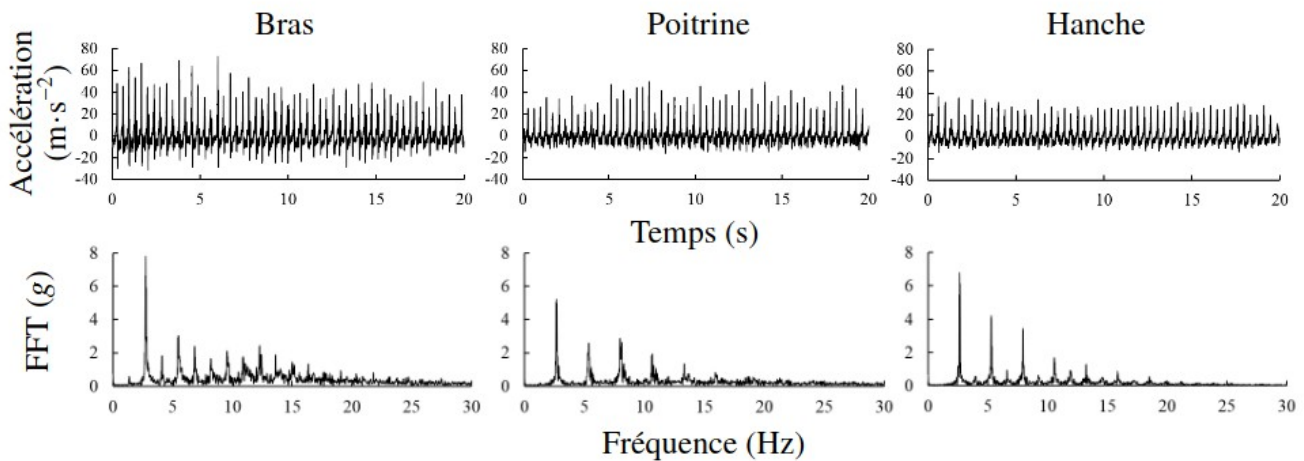 Bras Poitrine Hanche
Accélération
(m·s⁻²)
80 80 80
60 60 60
40 40 40
20 20 20
0 0 0
-20 -20 -20
-40 -40 -40
0 5 10 15 20 0 5 10 15 20 0 5 10 15 20
Temps (s)
FFT (g)
8 8 8
6 6 6
4 4 4
2 2 2
0 0 0
0 5 10 15 20 25 30 0 5 10 15 20 25 30 0 5 10 15 20 25 30
Fréquence (Hz)